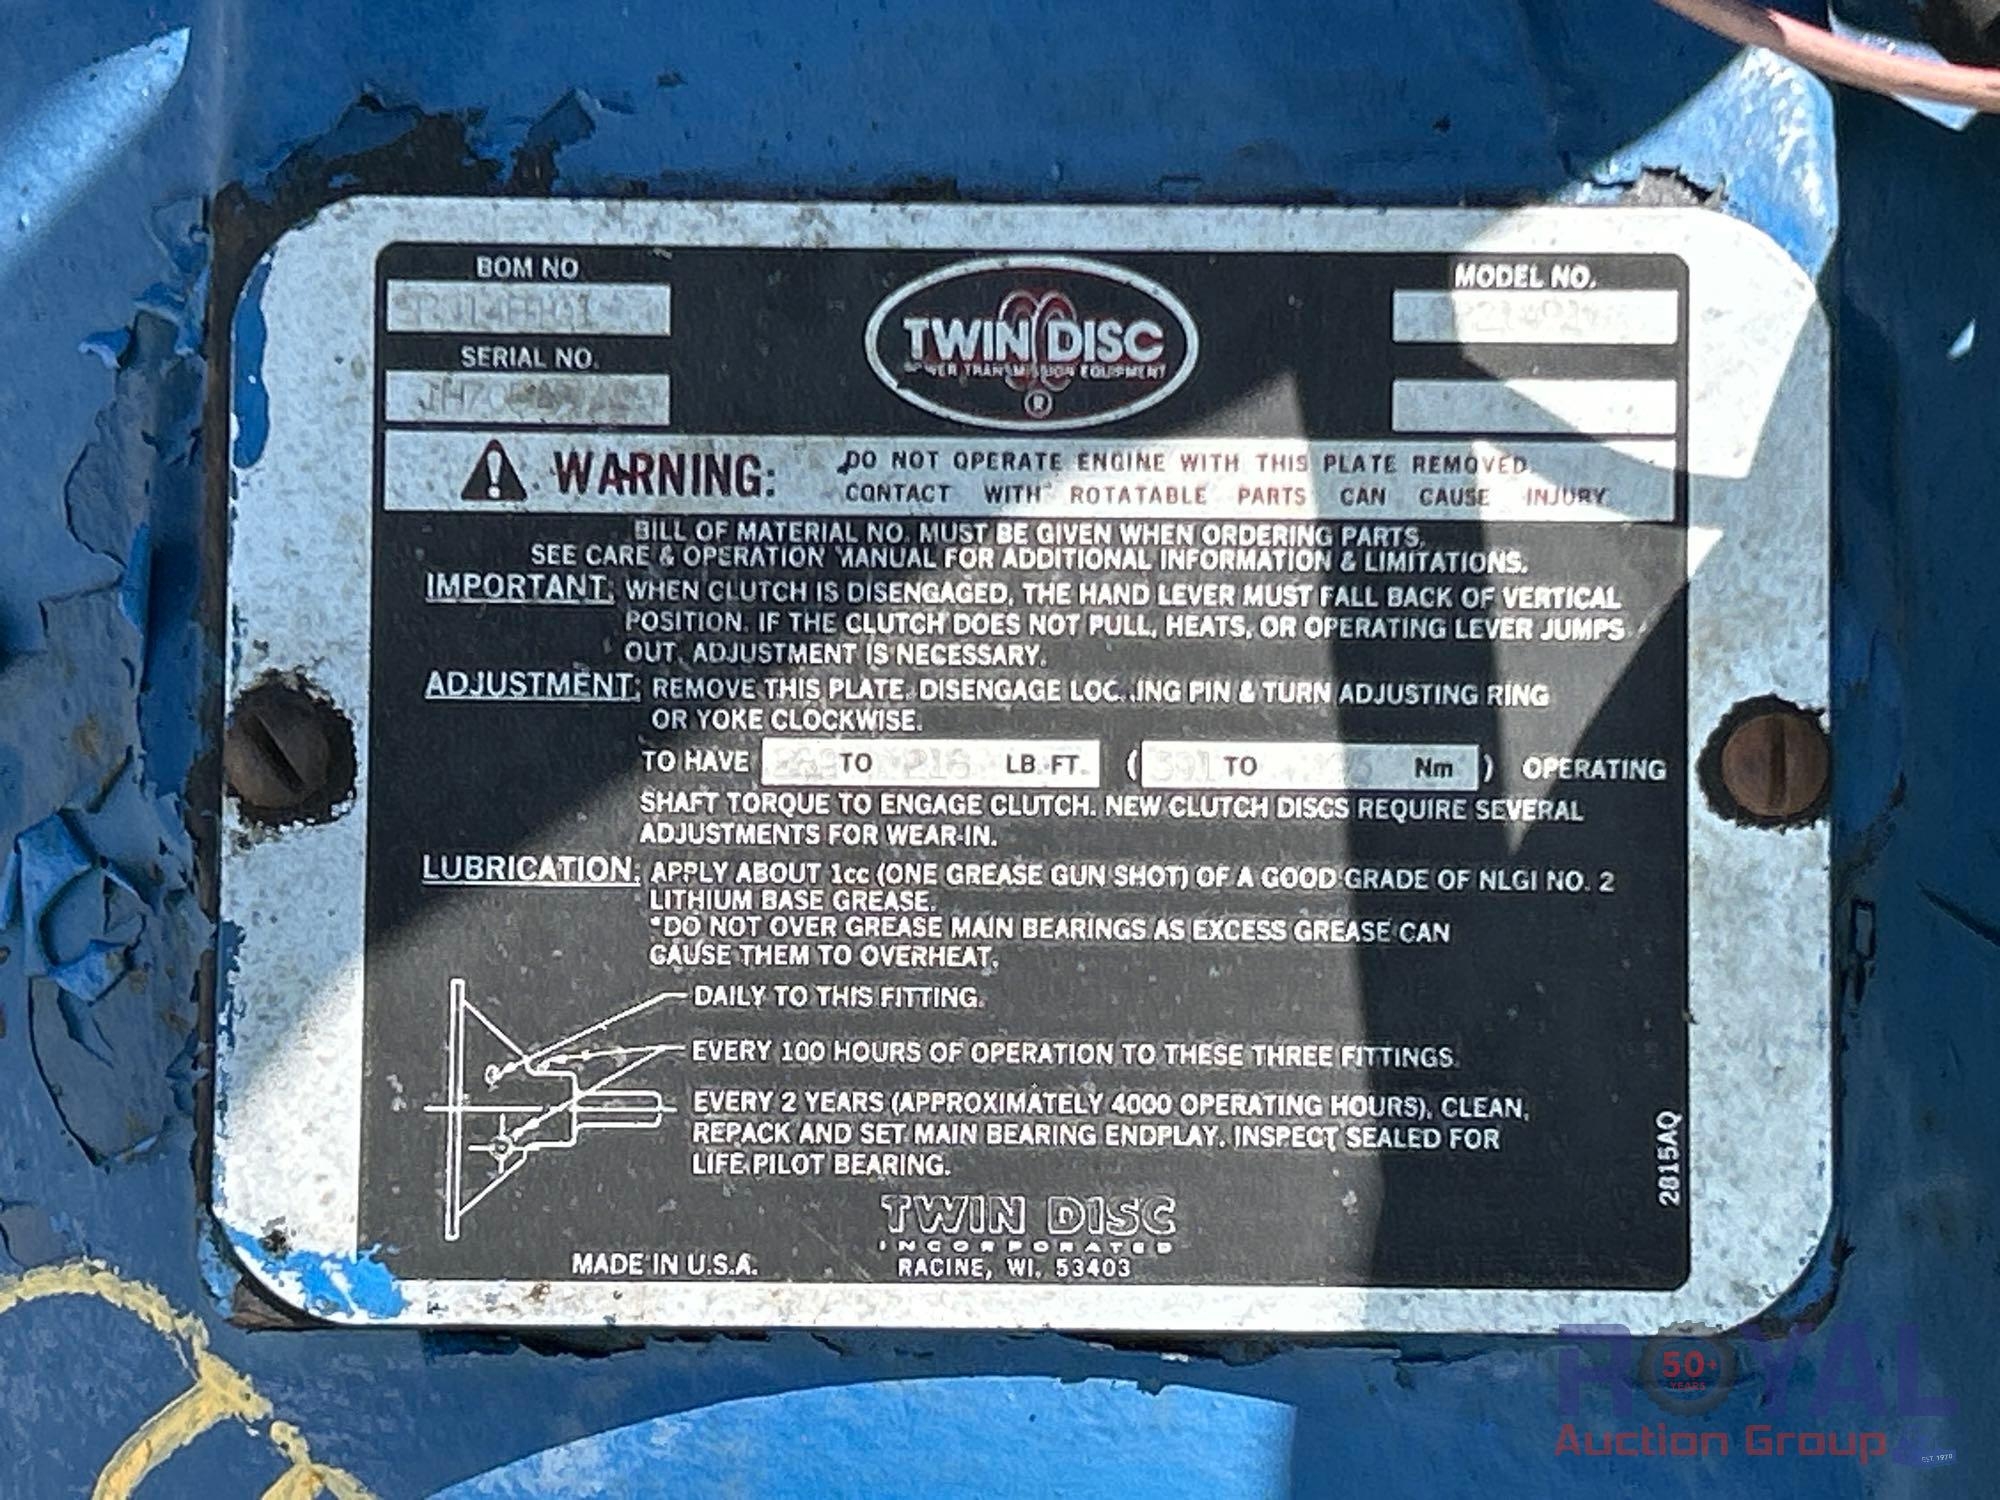 BOM NO
MODEL NO.
TWIN DISC
POWER TRANSMISSION EQUIPMENT
®
SERIAL NO.
WARNING: DO NOT OPERATE ENGINE WITH THIS PLATE REMOVED.
CONTACT WITH ROTATABLE PARTS CAN CAUSE INJURY.
BILL OF MATERIAL NO. MUST BE GIVEN WHEN ORDERING PARTS.
SEE CARE & OPERATION MANUAL FOR ADDITIONAL INFORMATION & LIMITATIONS.
IMPORTANT: WHEN CLUTCH IS DISENGAGED, THE HAND LEVER MUST FALL BACK OF VERTICAL
POSITION. IF THE CLUTCH DOES NOT PULL, HEATS, OR OPERATING LEVER JUMPS
OUT, ADJUSTMENT IS NECESSARY.
ADJUSTMENT: REMOVE THIS PLATE. DISENGAGE LOC ING PIN & TURN ADJUSTING RING
OR YOKE CLOCKWISE.
TO HAVE TO LB. FT. ( TO Nm ) OPERATING
SHAFT TORQUE TO ENGAGE CLUTCH. NEW CLUTCH DISCS REQUIRE SEVERAL
ADJUSTMENTS FOR WEAR-IN.
LUBRICATION: APPLY ABOUT 1cc (ONE GREASE GUN SHOT) OF A GOOD GRADE OF NLGI NO. 2
LITHIUM BASE GREASE.
*DO NOT OVER GREASE MAIN BEARINGS AS EXCESS GREASE CAN
CAUSE THEM TO OVERHEAT.
DAILY TO THIS FITTING.
EVERY 100 HOURS OF OPERATION TO THESE THREE FITTINGS.
EVERY 2 YEARS (APPROXIMATELY 4000 OPERATING HOURS), CLEAN,
REPACK AND SET MAIN BEARING ENDPLAY. INSPECT SEALED FOR
LIFE PILOT BEARING.
2815AQ
TWIN DISC
INCORPORATED
MADE IN U.S.A.
RACINE, WI. 53403
ROYAL
50+
YEARS
Auction Group
EST. 1970